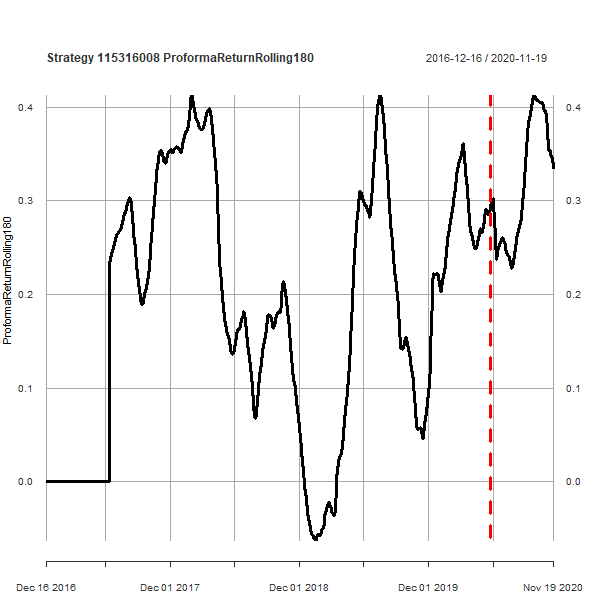 Strategy 115316008 ProformaReturnRolling180
2016-12-16 / 2020-11-19
ProformaReturnRolling180
0.4
0.3
0.2
0.1
0.0
0.4
0.3
0.2
0.1
0.0
Dec 16 2016
Dec 01 2017
Dec 01 2018
Dec 01 2019
Nov 19 2020